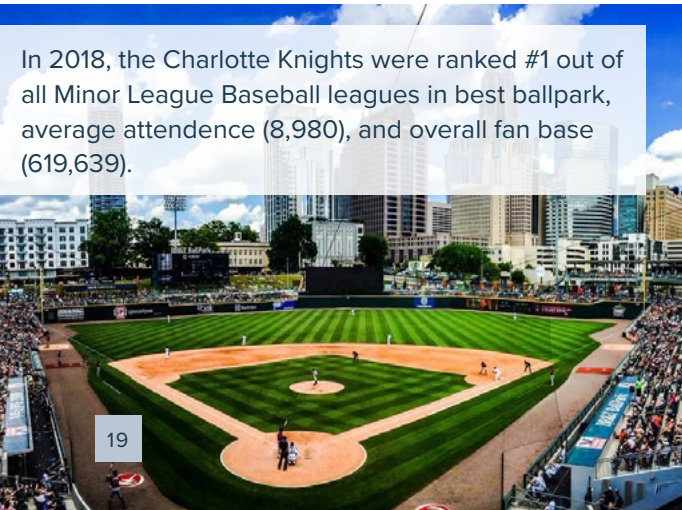 In 2018, the Charlotte Knights were ranked #1 out of
all Minor League Baseball leagues in best ballpark,
average attendence (8,980), and overall fan base
(619,639).
19